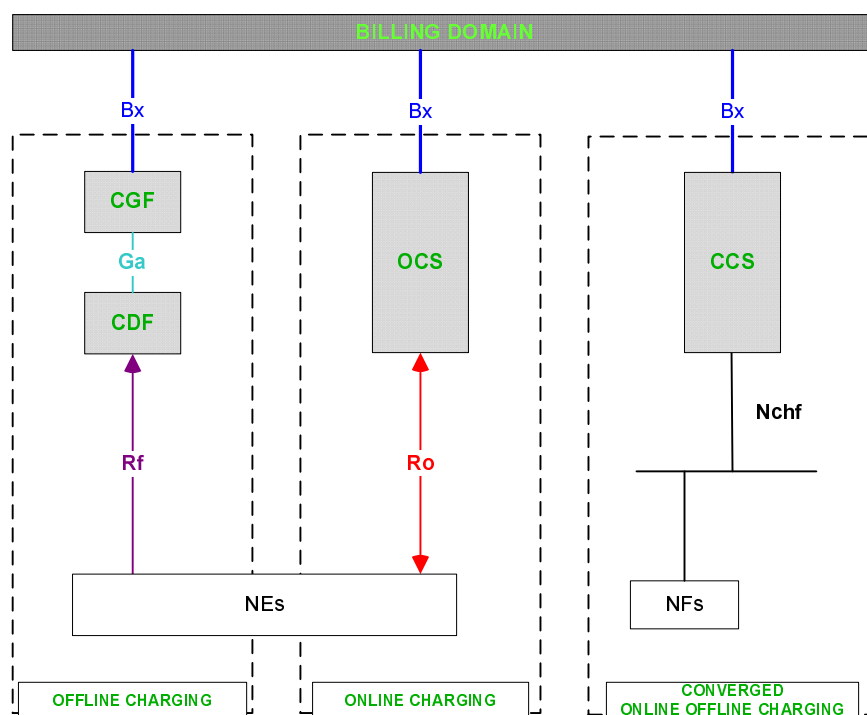 BILLING DOMAIN
Bx
Bx
Bx
CGF
OCS
CCS
Ga
CDF
Nchf
Rf
Ro
NEs
NFs
OFFLINE CHARGING
ONLINE CHARGING
CONVERGED
ONLINE OFFLINE CHARGING